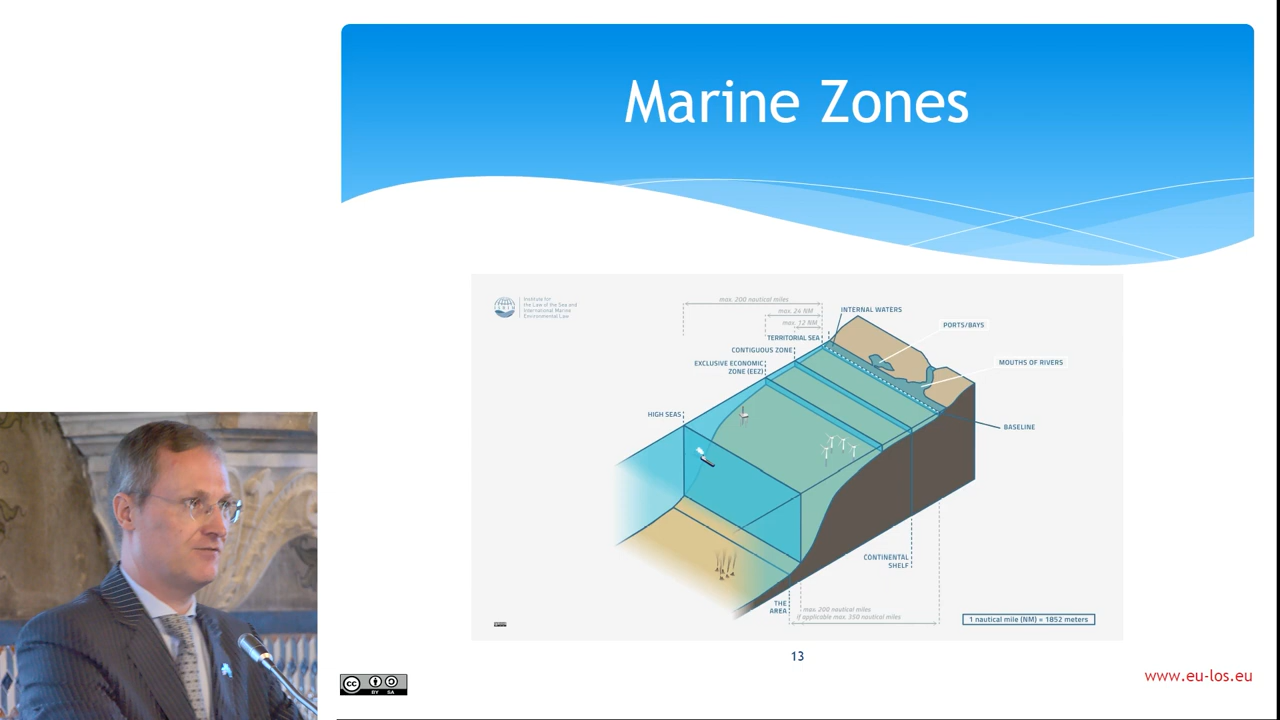 Marine Zones
Institute for
the Law of the Sea and
International Marine
Environmental Law
max. 200 nautical miles
max. 24 NM
max. 12 NM
INTERNAL WATERS
PORTS/BAYS
TERRITORIAL SEA
CONTIGUOUS ZONE
EXCLUSIVE ECONOMIC
ZONE (EEZ)
MOUTHS OF RIVERS
HIGH SEAS
BASELINE
CONTINENTAL
SHELF
THE
AREA
max. 200 nautical miles
if applicable max. 350 nautical miles
1 nautical mile (NM) = 1852 meters
13
cc
BY SA
www.eu-los.eu